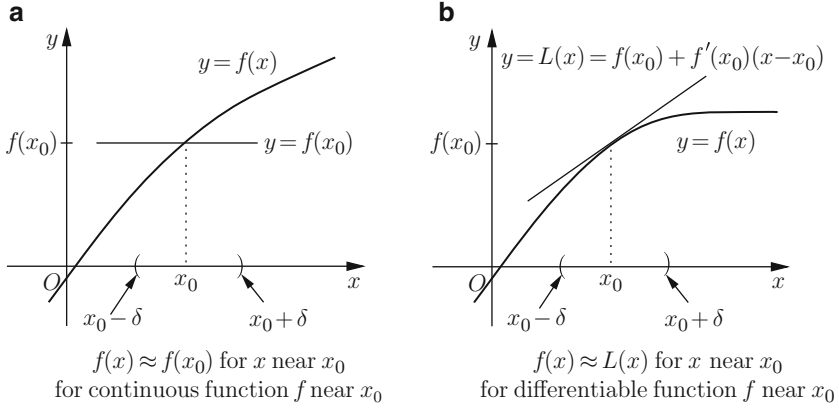 a
y
y = f(x)
f(x₀)
y = f(x₀)
O
x₀
x
x₀ − δ
x₀ + δ
f(x) ≈ f(x₀) for x near x₀
for continuous function f near x₀
b
y
y = L(x) = f(x₀) + f′(x₀)(x−x₀)
f(x₀)
y = f(x)
O
x₀
x
x₀ − δ
x₀ + δ
f(x) ≈ L(x) for x near x₀
for differentiable function f near x₀